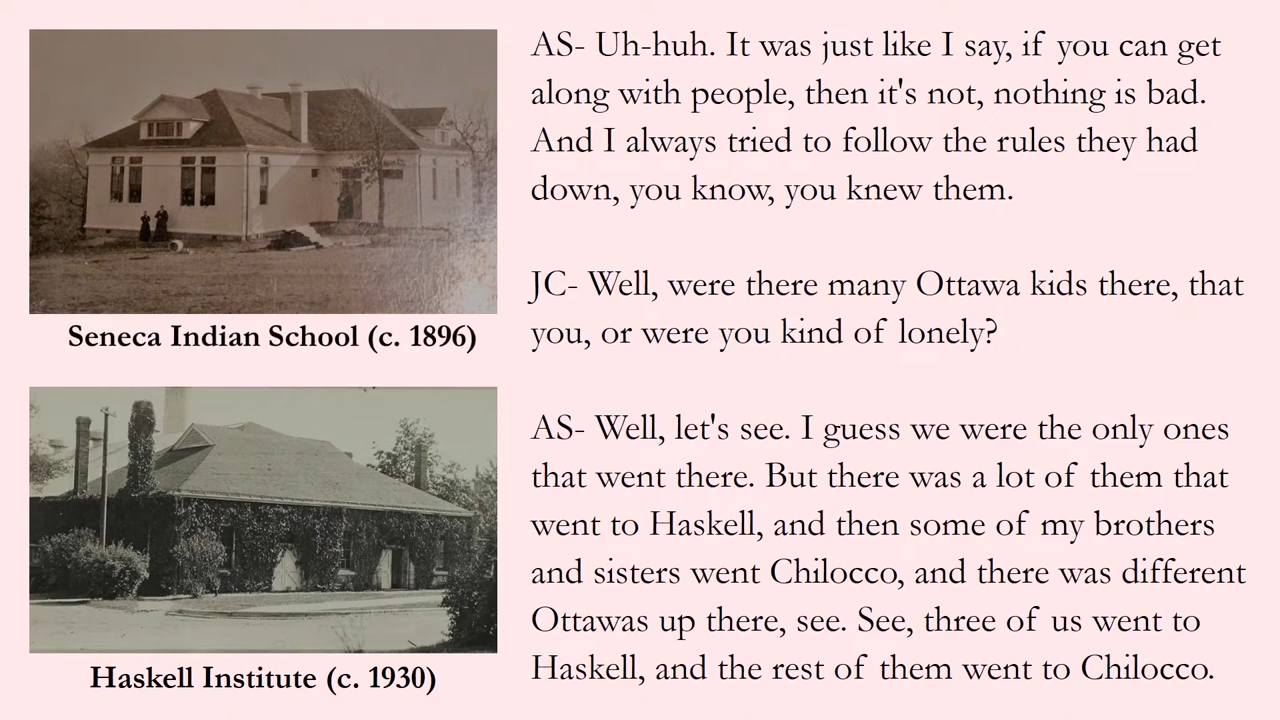 Seneca Indian School (c. 1896)
Haskell Institute (c. 1930)
AS- Uh-huh. It was just like I say, if you can get
along with people, then it's not, nothing is bad.
And I always tried to follow the rules they had
down, you know, you knew them.
JC- Well, were there many Ottawa kids there, that
you, or were you kind of lonely?
AS- Well, let's see. I guess we were the only ones
that went there. But there was a lot of them that
went to Haskell, and then some of my brothers
and sisters went Chilocco, and there was different
Ottawas up there, see. See, three of us went to
Haskell, and the rest of them went to Chilocco.